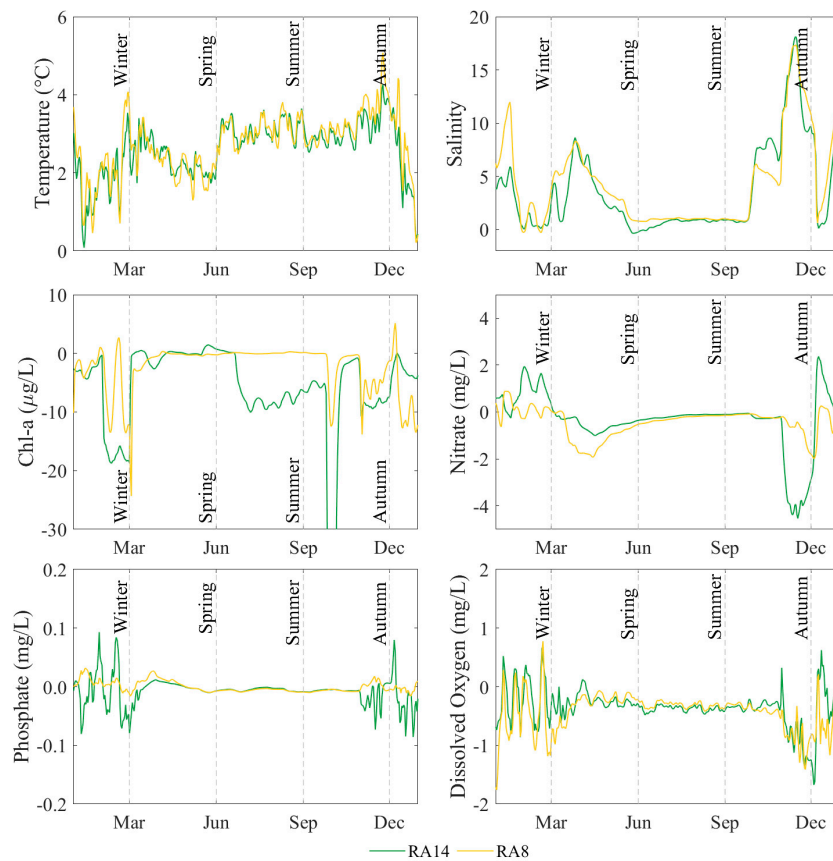 Temperature (°C)
6
4
2
0
Winter
Spring
Summer
Autumn
Mar
Jun
Sep
Dec
Salinity
20
15
10
5
0
Winter
Spring
Summer
Autumn
Mar
Jun
Sep
Dec
Chl-a (μg/L)
10
0
-10
-20
-30
Winter
Spring
Summer
Autumn
Mar
Jun
Sep
Dec
Nitrate (mg/L)
4
2
0
-2
-4
Winter
Spring
Summer
Autumn
Mar
Jun
Sep
Dec
Phosphate (mg/L)
0.2
0.1
0.0
-0.1
-0.2
Winter
Spring
Summer
Autumn
Mar
Jun
Sep
Dec
Dissolved Oxygen (mg/L)
2
1
0
-1
-2
Winter
Spring
Summer
Autumn
Mar
Jun
Sep
Dec
RA14 RA8